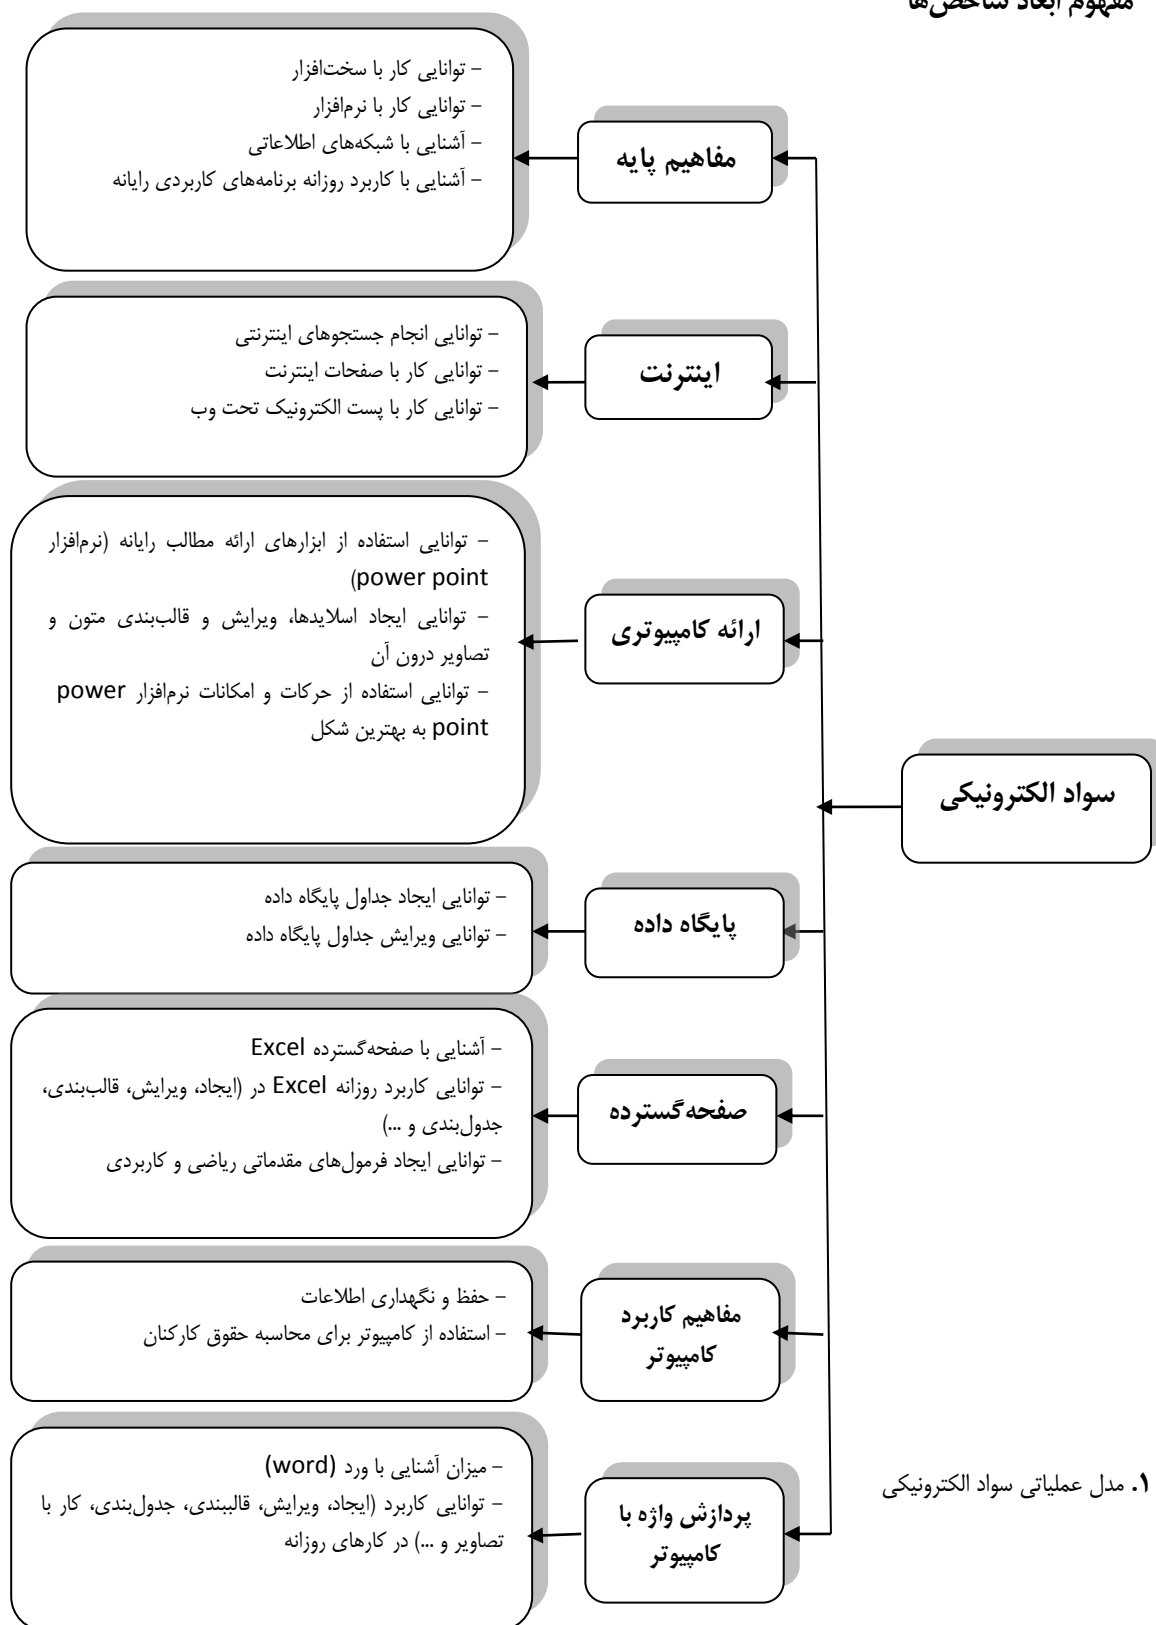 مفهوم ابعاد شاخص‌ها
سواد الکترونیکی
مفاهیم پایه
- توانایی کار با سخت‌افزار
- توانایی کار با نرم‌افزار
- آشنایی با شبکه‌های اطلاعاتی
- آشنایی با کاربرد روزانه برنامه‌های کاربردی رایانه
اینترنت
- توانایی انجام جستجوهای اینترنتی
- توانایی کار با صفحات اینترنت
- توانایی کار با پست الکترونیک تحت وب
ارائه کامپیوتری
- توانایی استفاده از ابزارهای ارائه مطالب رایانه (نرم‌افزار
power point)
- توانایی ایجاد اسلایدها، ویرایش و قالب‌بندی متون و
تصاویر درون آن
- توانایی استفاده از حرکات و امکانات نرم‌افزار power
point به بهترین شکل
پایگاه داده
- توانایی ایجاد جداول پایگاه داده
- توانایی ویرایش جداول پایگاه داده
صفحه‌گسترده
- آشنایی با صفحه‌گسترده Excel
- توانایی کاربرد روزانه Excel در (ایجاد، ویرایش، قالب‌بندی،
جدول‌بندی و ...)
- توانایی ایجاد فرمول‌های مقدماتی ریاضی و کاربردی
مفاهیم کاربرد
کامپیوتر
- حفظ و نگهداری اطلاعات
- استفاده از کامپیوتر برای محاسبه حقوق کارکنان
پردازش واژه با
کامپیوتر
- میزان آشنایی با ورد (word)
- توانایی کاربرد (ایجاد، ویرایش، قالببندی، جدول‌بندی، کار با
تصاویر و ...) در کارهای روزانه
۱. مدل عملیاتی سواد الکترونیکی